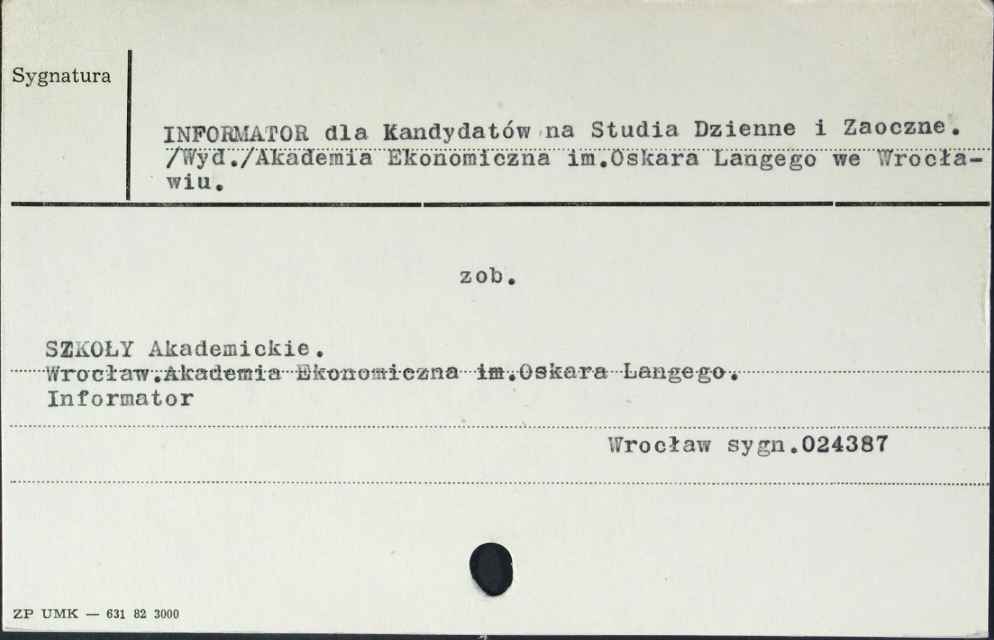 Sygnatura
INFORMATOR dla Kandydatów na Studia Dzienne i Zaoczne.
/Wyd./Akademia Ekonomiczna im.Oskara Langego we Wrocła-
wiu.
zob.
SZKOŁY Akademickie.
Wrocław.Akademia Ekonomiczna im.Oskara Langego.
Informator
Wrocław sygn.024387
ZP UMK — 631 82 3000